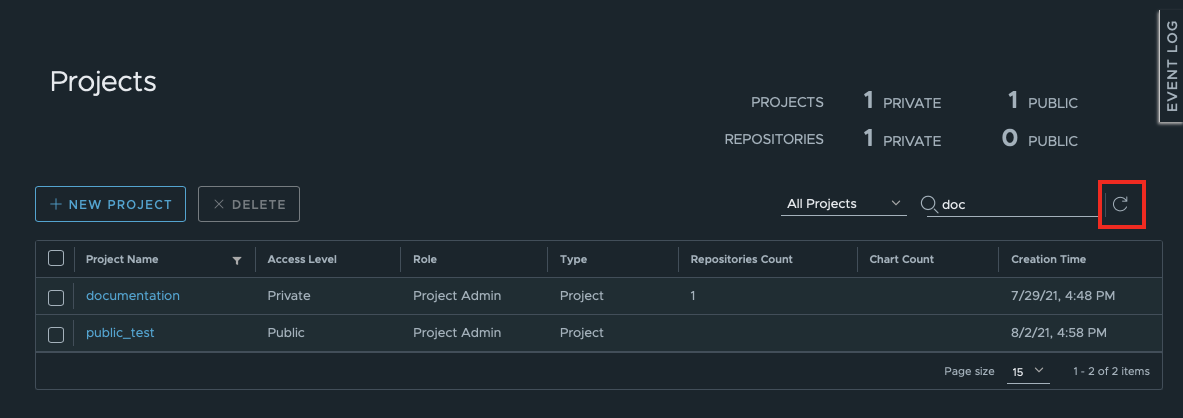 EVENT LOG
Projects
PROJECTS 1 PRIVATE 1 PUBLIC
REPOSITORIES 1 PRIVATE 0 PUBLIC
+ NEW PROJECT × DELETE All Projects doc
Project Name Access Level Role Type Repositories Count Chart Count Creation Time
documentation Private Project Admin Project 1 7/29/21, 4:48 PM
public_test Public Project Admin Project 8/2/21, 4:58 PM
Page size 15 1 - 2 of 2 items